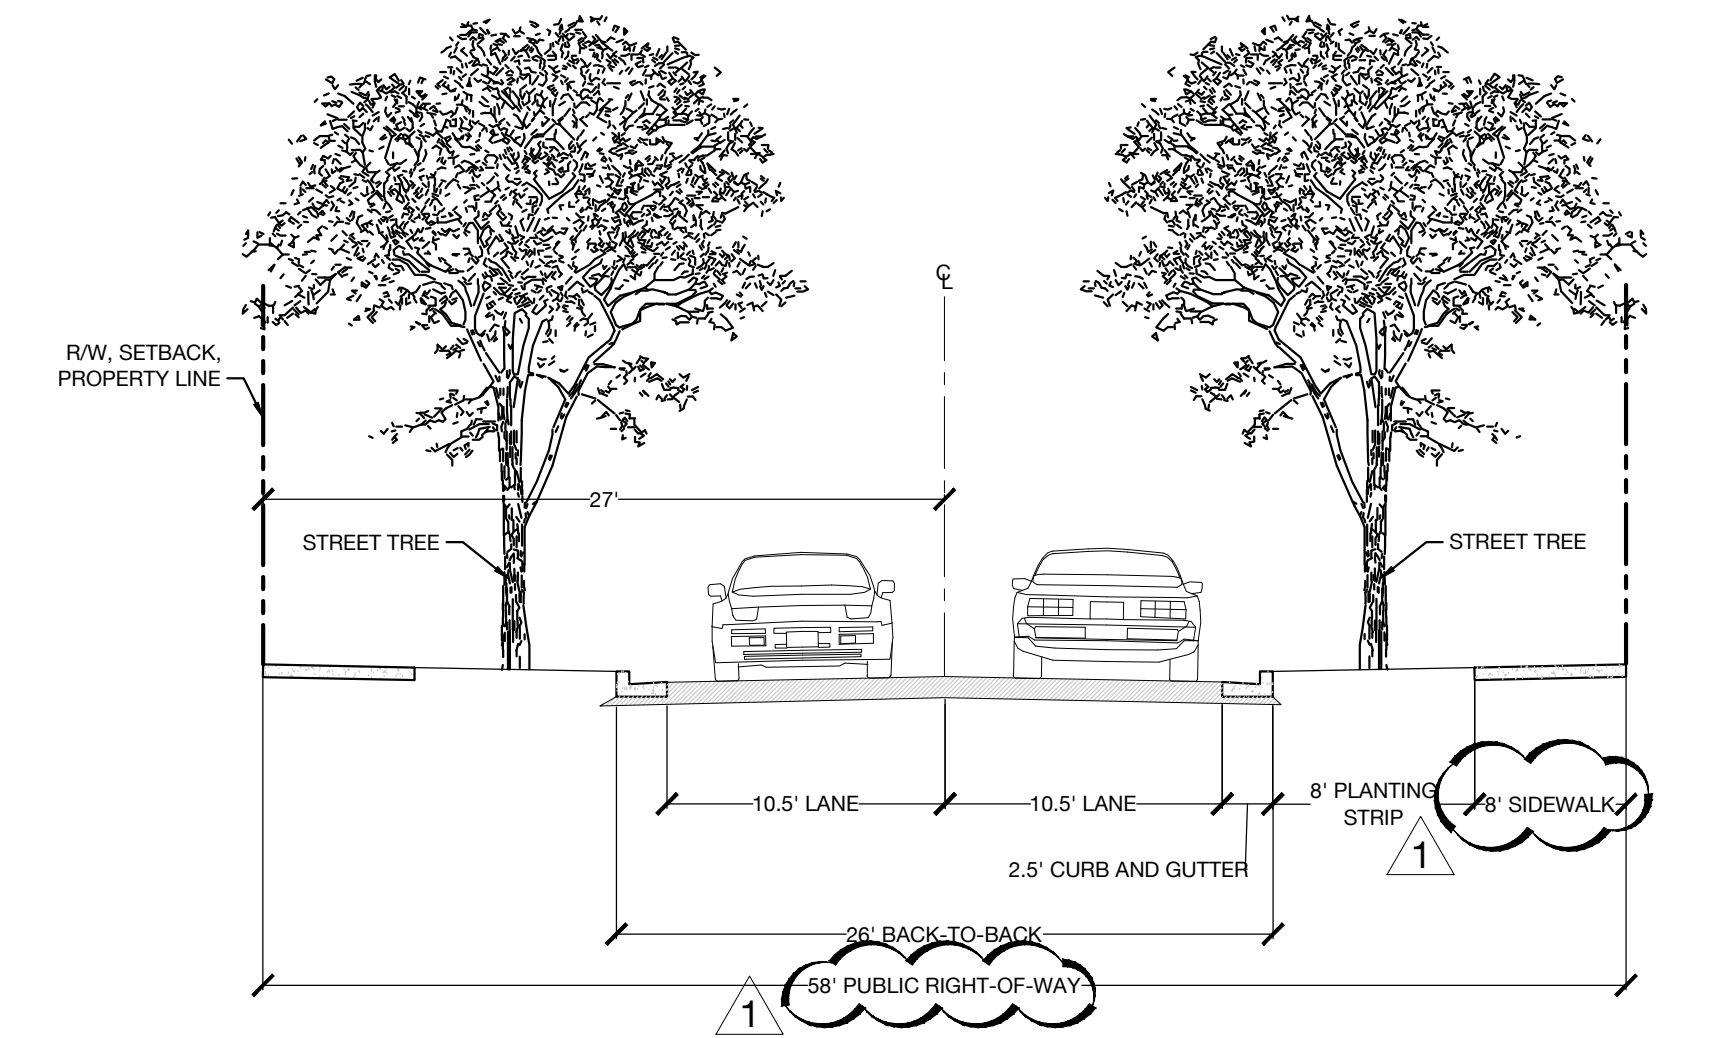 ℄
R/W, SETBACK,
PROPERTY LINE
27'
STREET TREE
STREET TREE
10.5' LANE
10.5' LANE
8' PLANTING
STRIP
8' SIDEWALK
1
2.5' CURB AND GUTTER
26' BACK-TO-BACK
58' PUBLIC RIGHT-OF-WAY
1